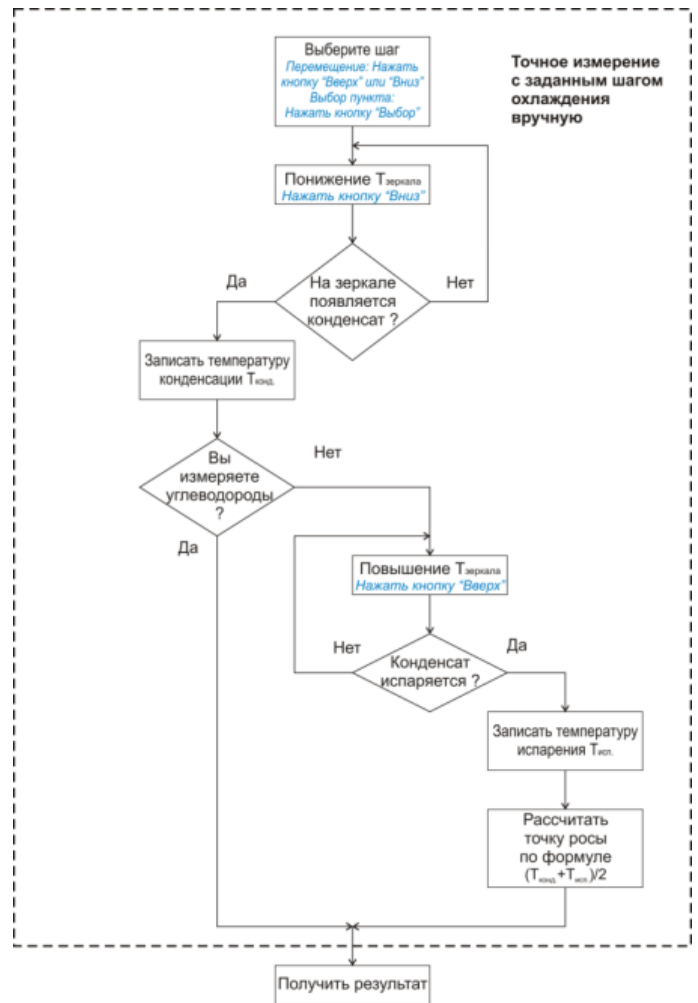 Выберите шаг
Перемещение: Нажать
кнопку "Вверх" или "Вниз"
Выбор пункта:
Нажать кнопку "Выбор"
Точное измерение
с заданным шагом
охлаждения
вручную
Понижение Tзеркала
Нажать кнопку "Вниз"
Да
На зеркале
появляется
конденсат ?
Нет
Записать температуру
конденсации Tконд.
Вы
измеряете
углеводороды
?
Нет
Да
Повышение Tзеркала
Нажать кнопку "Вверх"
Нет
Конденсат
испаряется ?
Да
Записать температуру
испарения Tисп.
Рассчитать
точку росы
по формуле
(Tконд.+Tисп.)/2
Получить результат